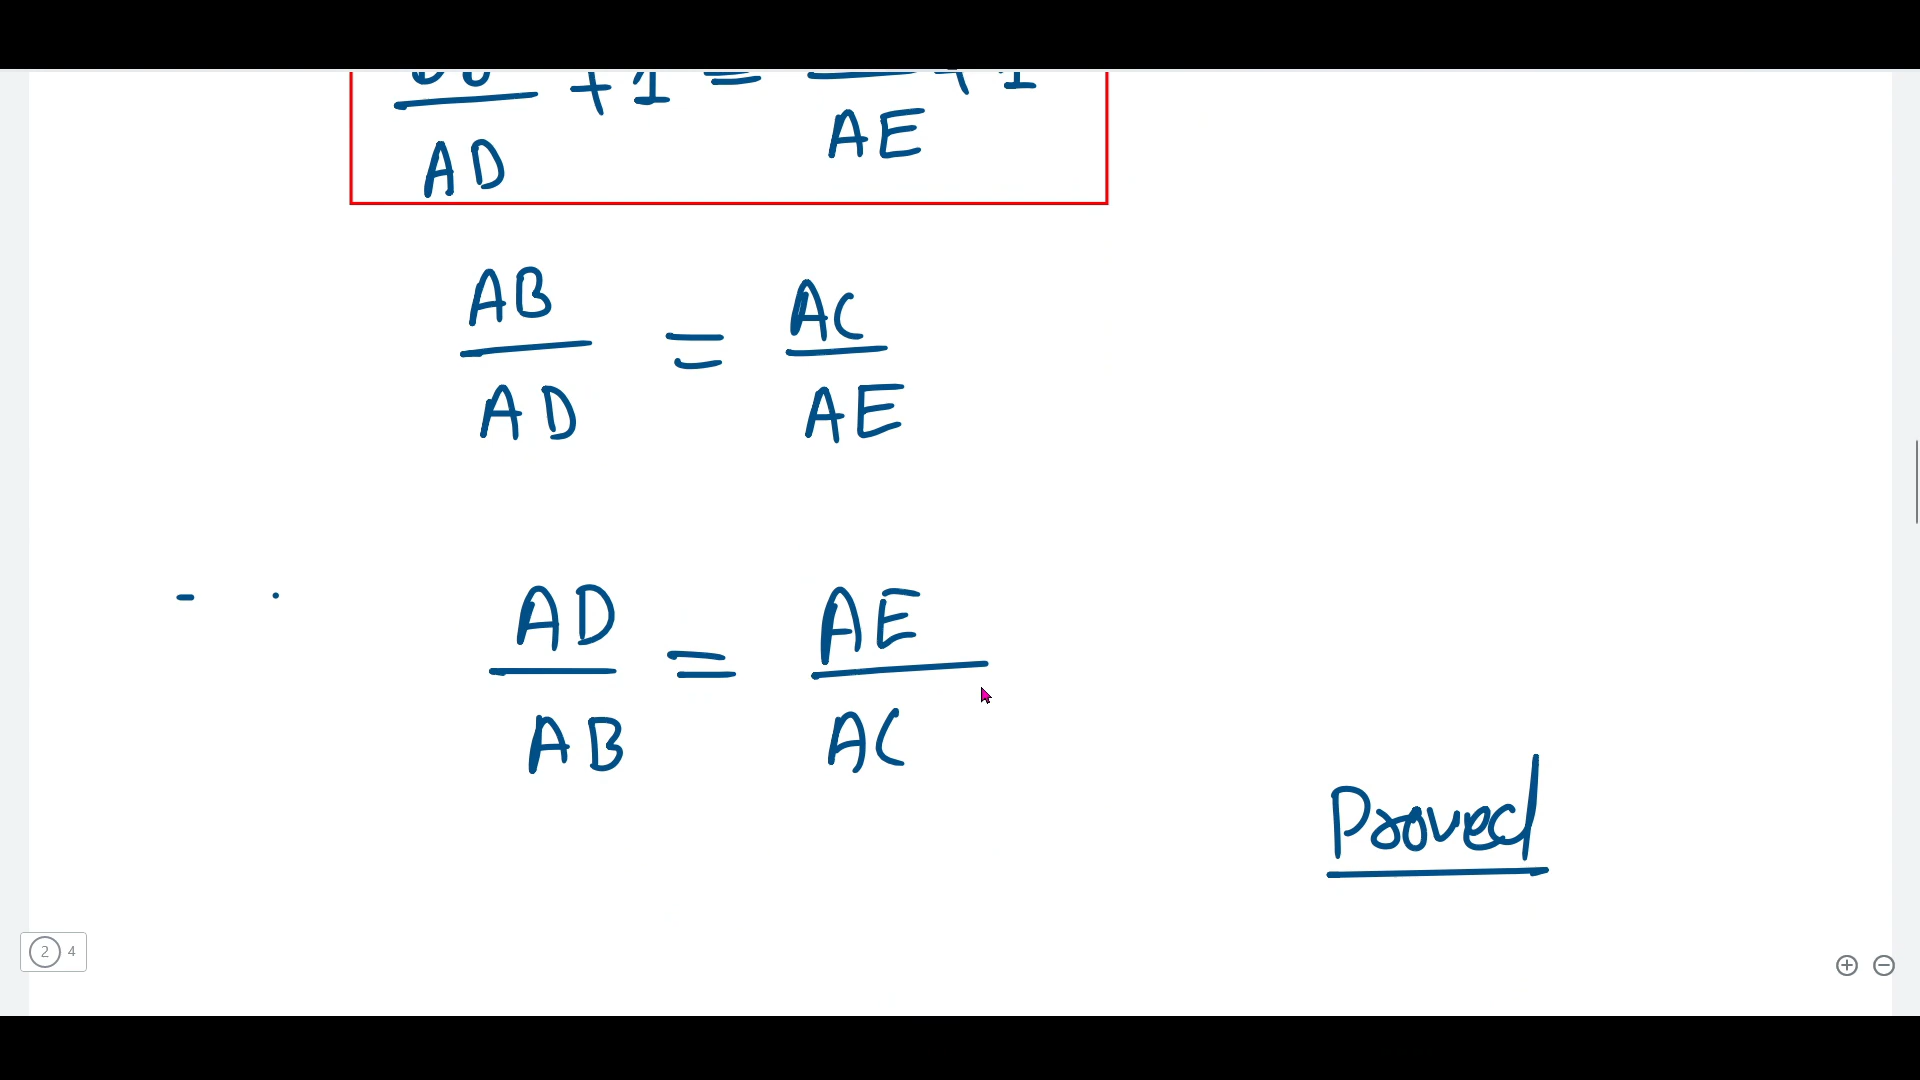 +1 = +1
AD AE
AB = AC
AD AE
AD = AE
AB AC
Proved
2 4